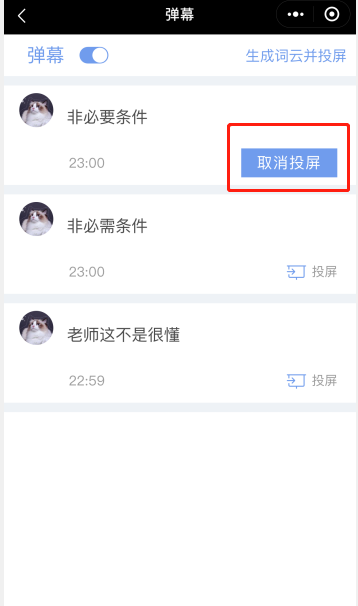 弹幕
弹幕
生成词云并投屏
非必要条件
23:00
取消投屏
非必需条件
23:00
投屏
老师这不是很懂
22:59
投屏